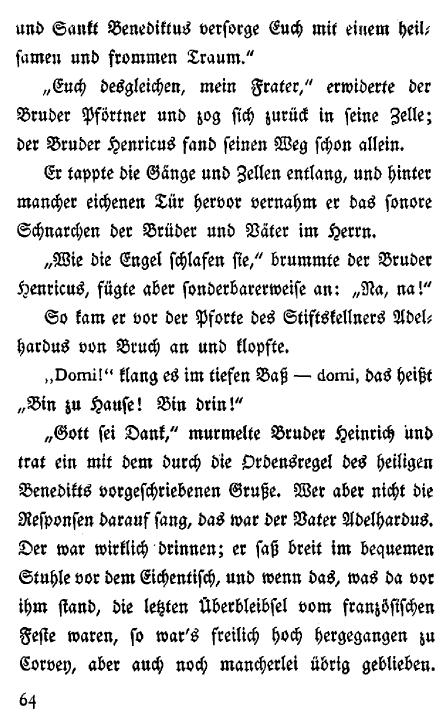 und Sankt Benediktus versorge Euch mit einem heil-
samen und frommen Traum.“
„Euch desgleichen, mein Frater,“ erwiderte der
Bruder Pförtner und zog sich zurück in seine Zelle;
der Bruder Henricus fand seinen Weg schon allein.
Er tappte die Gänge und Zellen entlang, und hinter
mancher eichenen Tür hervor vernahm er das sonore
Schnarchen der Brüder und Väter im Herrn.
„Wie die Engel schlafen sie,“ brummte der Bruder
Henricus, fügte aber sonderbarerweise an: „Na, na!“
So kam er vor der Pforte des Stiftskellners Adel-
hardus von Bruch an und klopfte.
„Domi!“ klang es im tiefen Baß — domi, das heißt
„Bin zu Hause! Bin drin!“
„Gott sei Dank,“ murmelte Bruder Heinrich und
trat ein mit dem durch die Ordensregel des heiligen
Benedikts vorgeschriebenen Gruße. Wer aber nicht die
Responsen darauf sang, das war der Vater Adelhardus.
Der war wirklich drinnen; er saß breit im bequemen
Stuhle vor dem Eichentisch, und wenn das, was da vor
ihm stand, die letzten Überbleibsel vom französischen
Feste waren, so war's freilich hoch hergegangen zu
Corvey, aber auch noch mancherlei übrig geblieben.
64